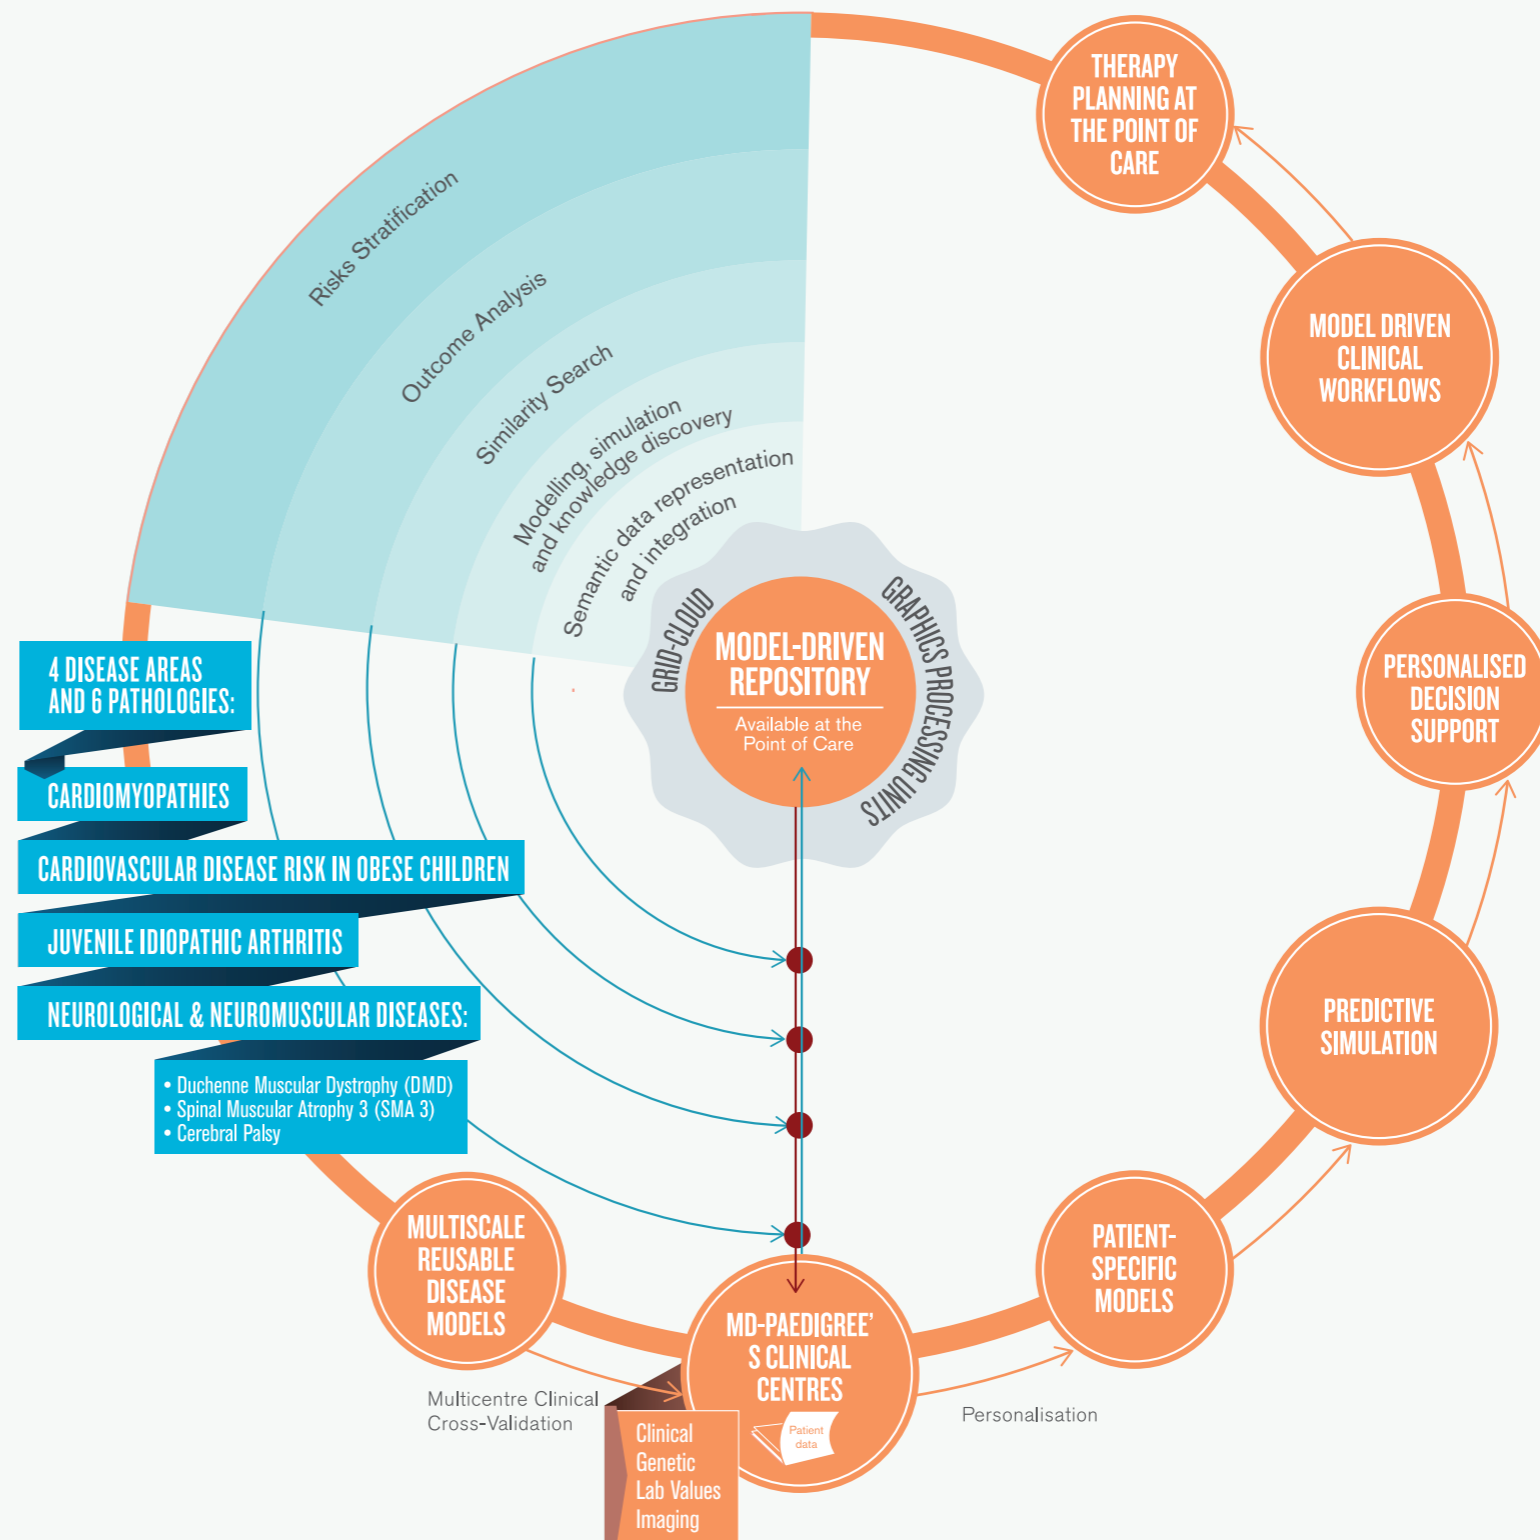 THERAPY
PLANNING AT
THE POINT OF
CARE
MODEL DRIVEN
CLINICAL
WORKFLOWS
PERSONALISED
DECISION
SUPPORT
PREDICTIVE
SIMULATION
PATIENT-
SPECIFIC
MODELS
Personalisation
MD-PAEDIGREE'
S CLINICAL
CENTRES
Patient
data
Clinical
Genetic
Lab Values
Imaging
Multicentre Clinical
Cross-Validation
MULTISCALE
REUSABLE
DISEASE
MODELS
Risks Stratification
Outcome Analysis
Similarity Search
Modelling, simulation
and knowledge discovery
Semantic data representation
and integration
GRID-CLOUD
GRAPHICS PROCESSING UNITS
MODEL-DRIVEN
REPOSITORY
Available at the
Point of Care
4 DISEASE AREAS
AND 6 PATHOLOGIES:
CARDIOMYOPATHIES
CARDIOVASCULAR DISEASE RISK IN OBESE CHILDREN
JUVENILE IDIOPATHIC ARTHRITIS
NEUROLOGICAL & NEUROMUSCULAR DISEASES:
• Duchenne Muscular Dystrophy (DMD)
• Spinal Muscular Atrophy 3 (SMA 3)
• Cerebral Palsy